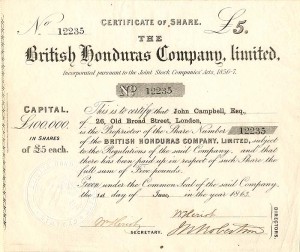 No 12235 CERTIFICATE OF SHARE. £5.
THE
British Honduras Company, limited.
Incorporated pursuant to the Joint Stock Companies' Acts, 1856-7.
12235
CAPITAL,
£100,000
IN SHARES
OF £5 each.
This is to certify that John Campbell, Esq.,
of 26, Old Broad Street, London,
is the Proprietor of the Share Number 12235
of the BRITISH HONDURAS COMPANY, LIMITED, subject
to the Regulations of the said Company, and that
there has been paid up in respect of such Share the
full sum of Five pounds.
Given under the Common Seal of the said Company,
the 1st day of June, in the year 1863.
SECRETARY.
DIRECTORS.